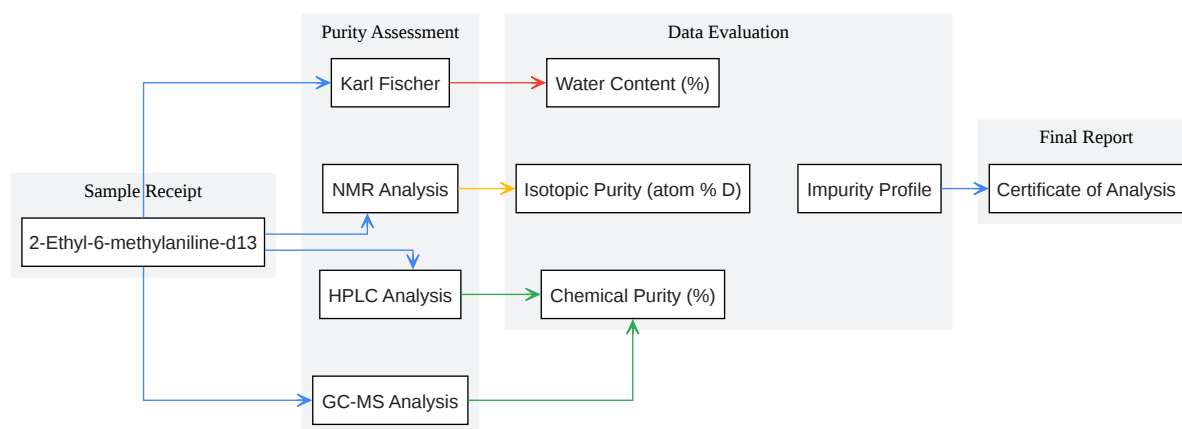 Purity Assessment
Data Evaluation
Karl Fischer
Water Content (%)
Final Report
Sample Receipt
NMR Analysis
Isotopic Purity (atom % D)
Impurity Profile
Certificate of Analysis
2-Ethyl-6-methylaniline-d13
HPLC Analysis
Chemical Purity (%)
GC-MS Analysis